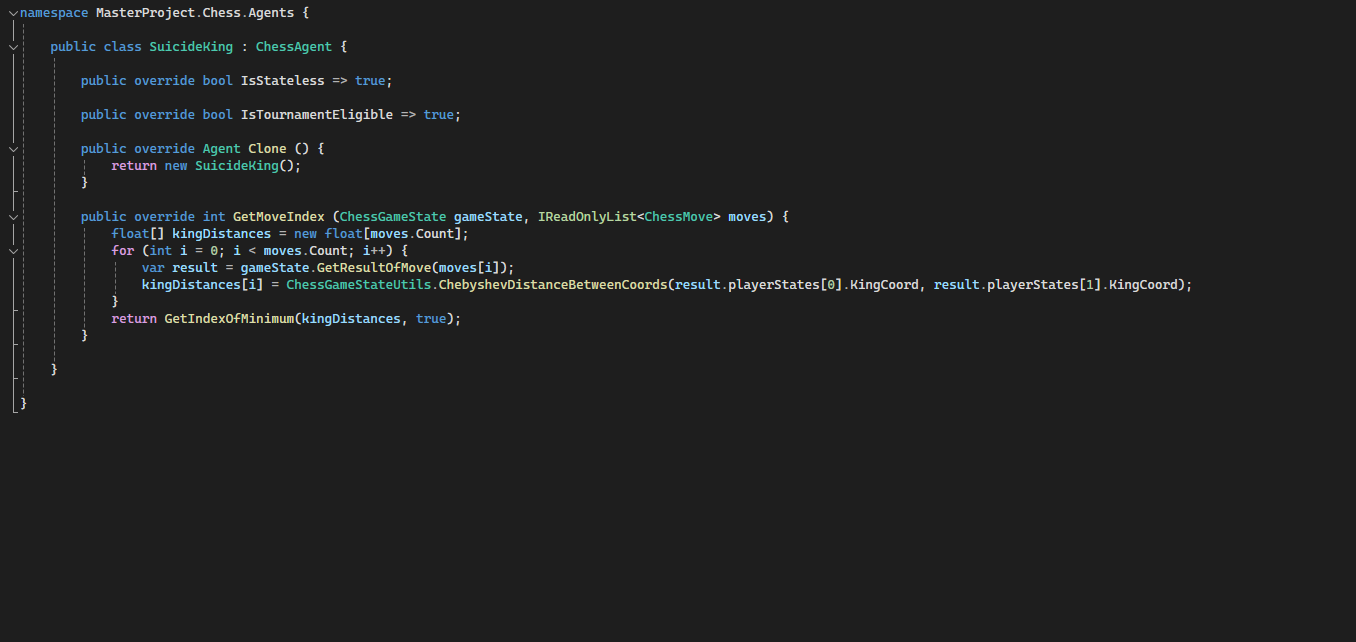 namespace MasterProject.Chess.Agents {
public class SuicideKing : ChessAgent {
public override bool IsStateless => true;
public override bool IsTournamentEligible => true;
public override Agent Clone () {
return new SuicideKing();
}
public override int GetMoveIndex (ChessGameState gameState, IReadOnlyList<ChessMove> moves) {
float[] kingDistances = new float[moves.Count];
for (int i = 0; i < moves.Count; i++) {
var result = gameState.GetResultOfMove(moves[i]);
kingDistances[i] = ChessGameStateUtils.ChebyshevDistanceBetweenCoords(result.playerStates[0].KingCoord, result.playerStates[1].KingCoord);
}
return GetIndexOfMinimum(kingDistances, true);
}
}
}